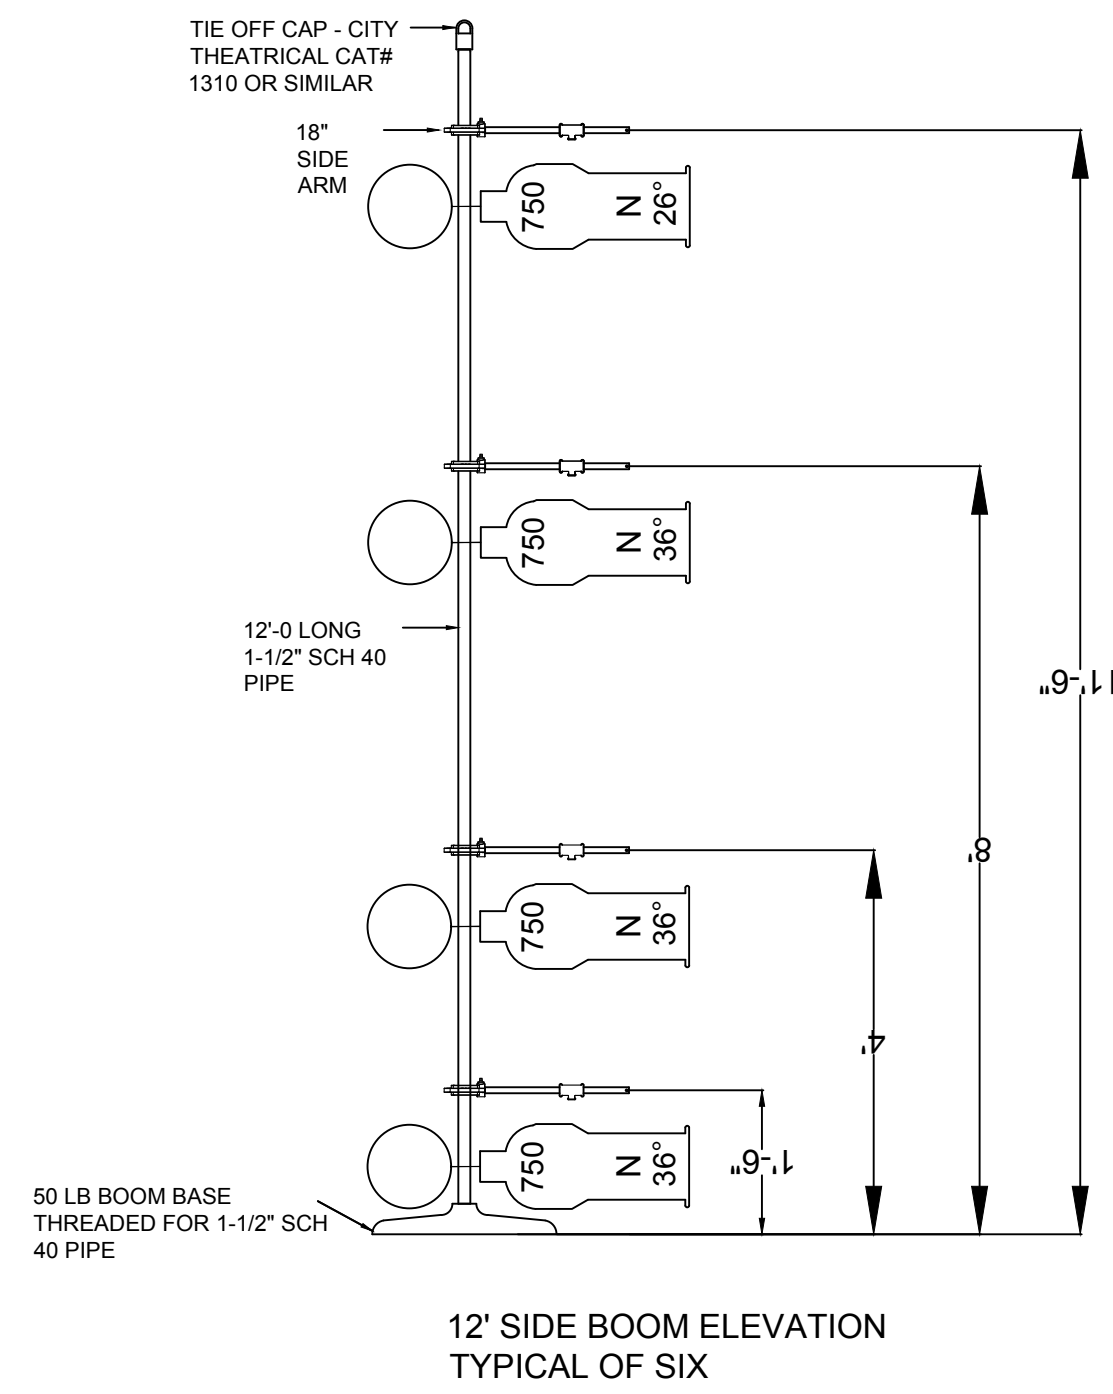 TIE OFF CAP - CITY
THEATRICAL CAT#
1310 OR SIMILAR
18"
SIDE
ARM
750
N
26°
750
N
36°
12'-0 LONG
1-1/2" SCH 40
PIPE
11'-6"
8'
750
N
36°
4'
750
N
36°
1'-6"
50 LB BOOM BASE
THREADED FOR 1-1/2" SCH
40 PIPE
12' SIDE BOOM ELEVATION
TYPICAL OF SIX